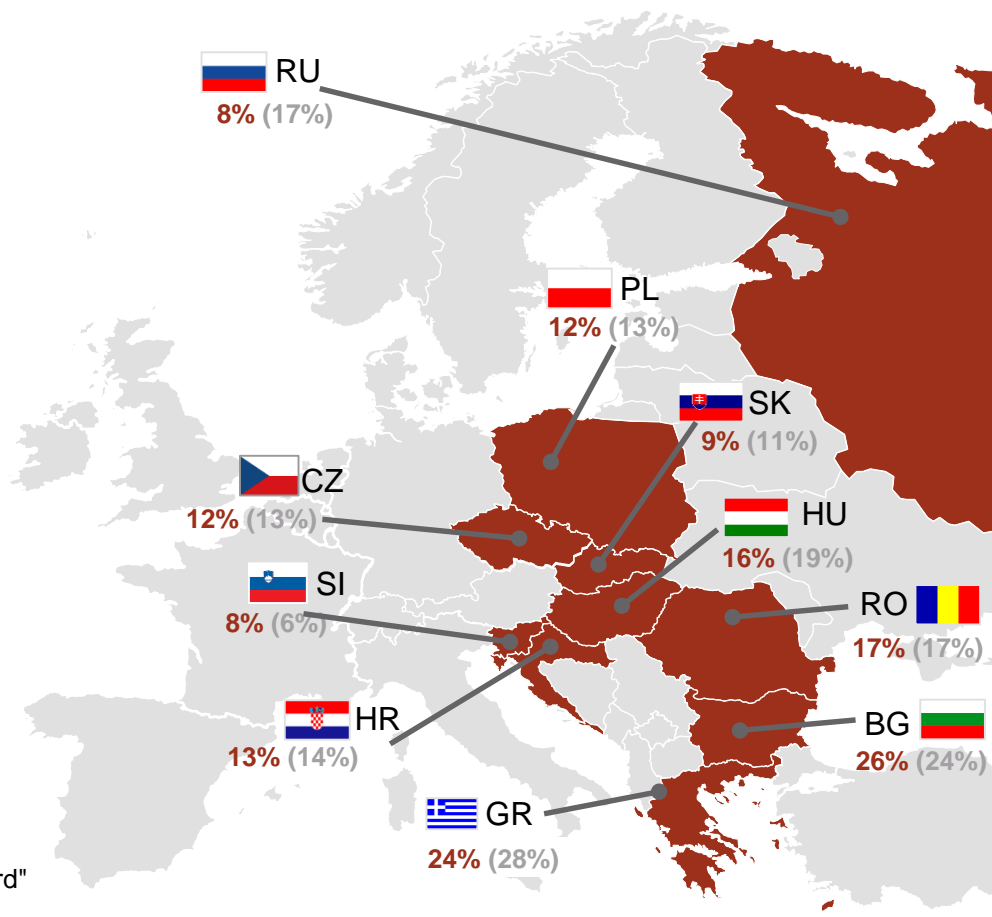 RU
8% (17%)
PL
12% (13%)
SK
9% (11%)
CZ
12% (13%)
HU
16% (19%)
SI
8% (6%)
RO
17% (17%)
HR
13% (14%)
BG
26% (24%)
GR
24% (28%)
rd"